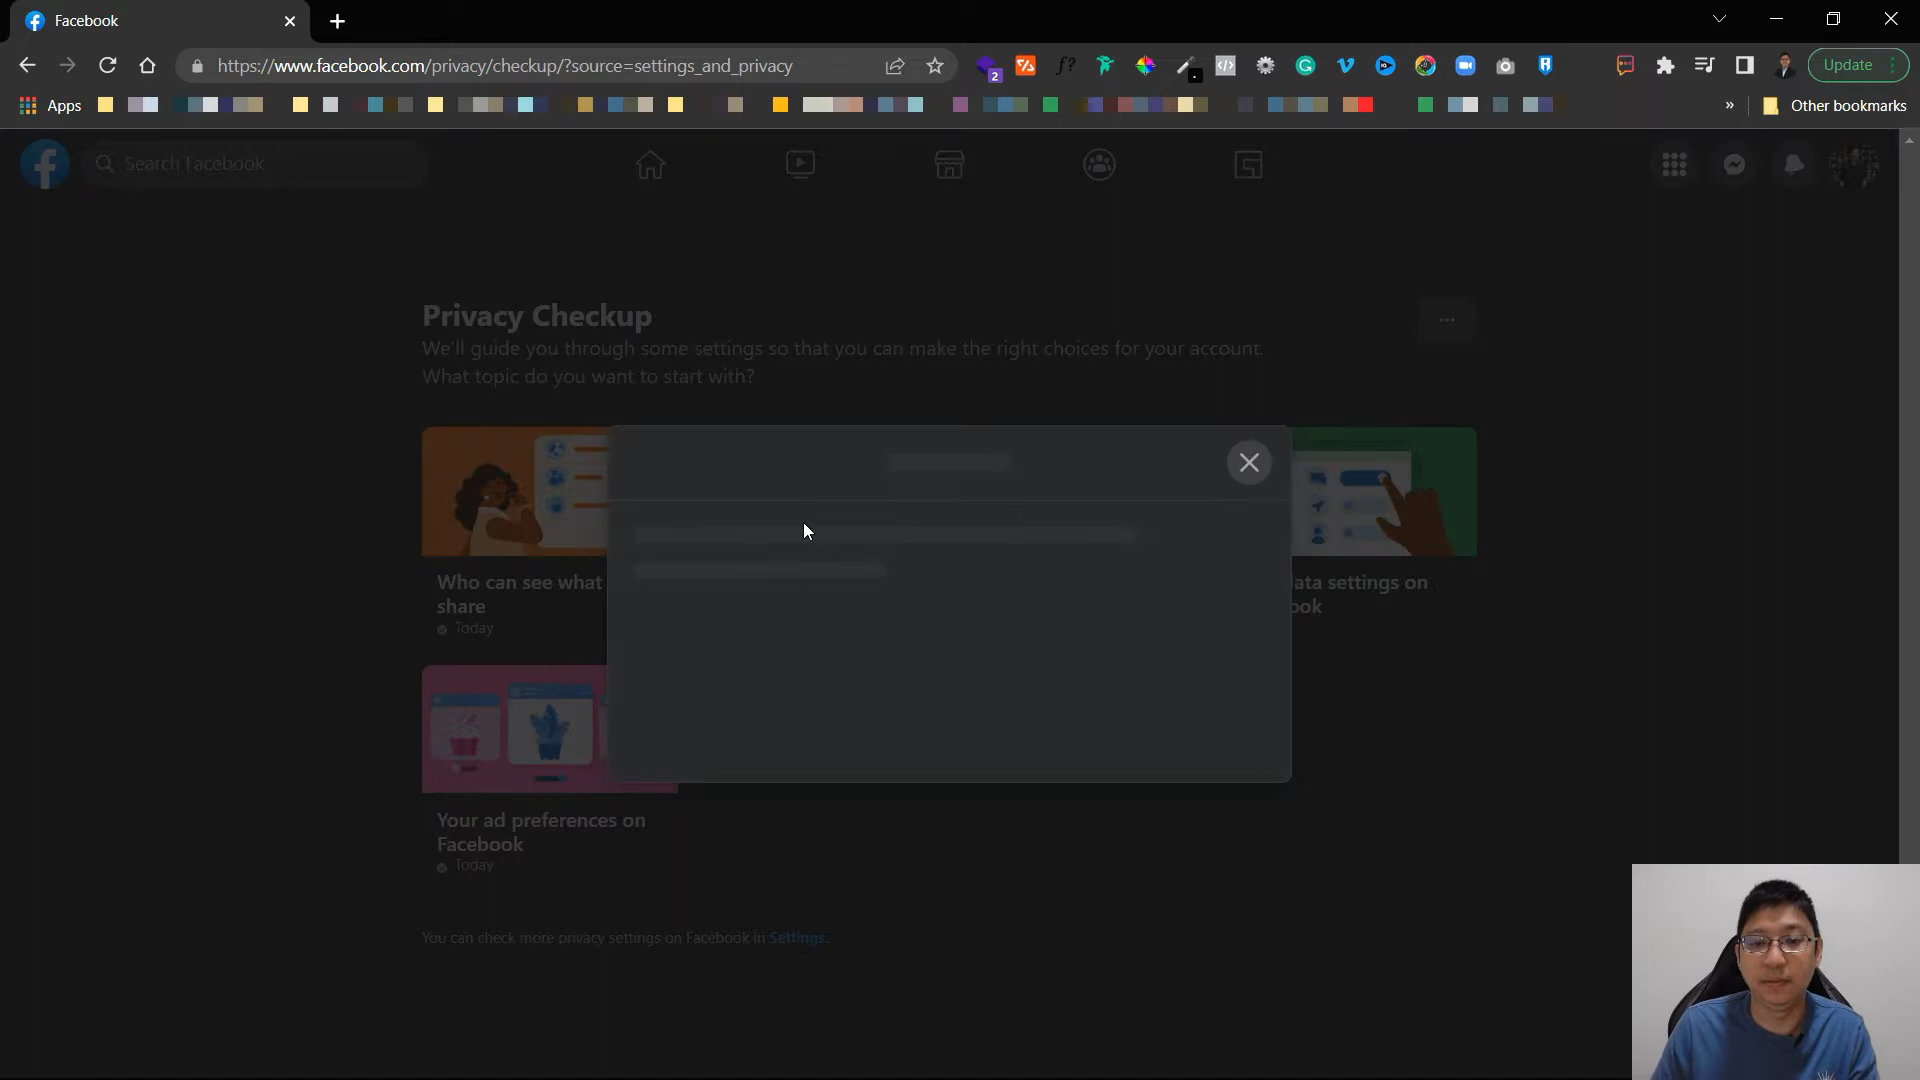 Facebook
https://www.facebook.com/privacy/checkup/?source=settings_and_privacy
2
Update
Apps
Other bookmarks
Search Facebook
Privacy Checkup
We'll guide you through some settings so that you can make the right choices for your account.
What topic do you want to start with?
Who can see what
share
Today
ata settings on
ook
Your ad preferences on
Facebook
Today
You can check more privacy settings on Facebook in Settings.